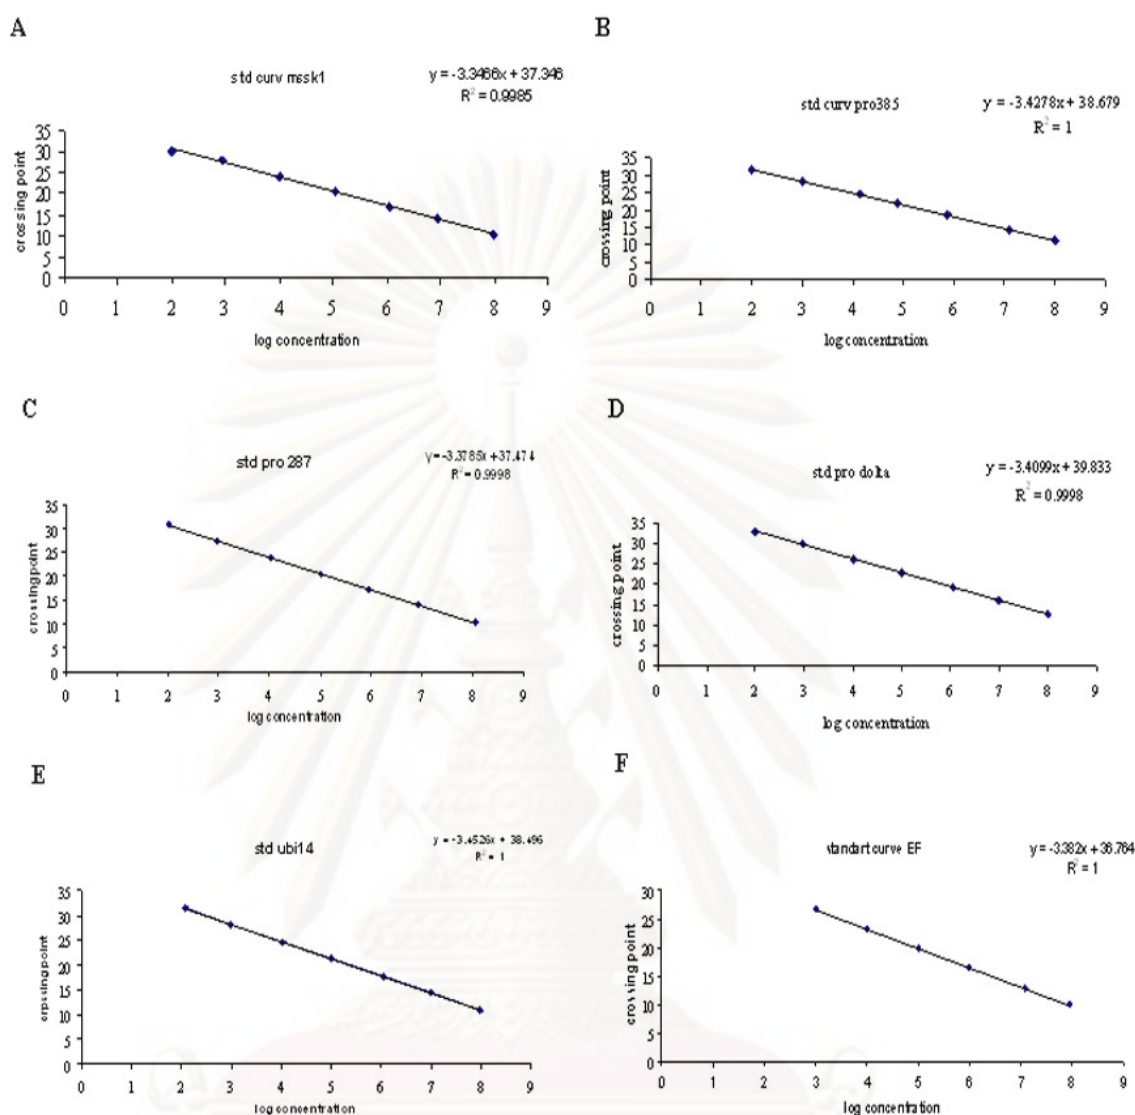 A
std curv mssk1
y = -3.3466x + 37.346
R² = 0.9985
crossing point
35
30
25
20
15
10
5
0
0 1 2 3 4 5 6 7 8 9
log concentration
B
std curv pro385
y = -3.4278x + 38.679
R² = 1
crossing point
35
30
25
20
15
10
5
0
0 1 2 3 4 5 6 7 8 9
log concentration
C
std pro 287
y = -3.3785x + 37.474
R² = 0.9998
crossing point
35
30
25
20
15
10
5
0
0 1 2 3 4 5 6 7 8 9
log concentration
D
std pro
y = -3.4099x + 39.833
R² = 0.9998
crossing point
35
30
25
20
15
10
5
0
0 1 2 3 4 5 6 7 8 9
log concentration
E
std ubi14
y = -3.4526x + 38.496
R² = 1
crossing point
35
30
25
20
15
10
5
0
0 1 2 3 4 5 6 7 8 9
log concentration
F
standart curve EF
y = -3.382x + 36.764
R² = 1
crossing point
30
25
20
15
10
5
0
0 1 2 3 4 5 6 7 8 9
log concentration